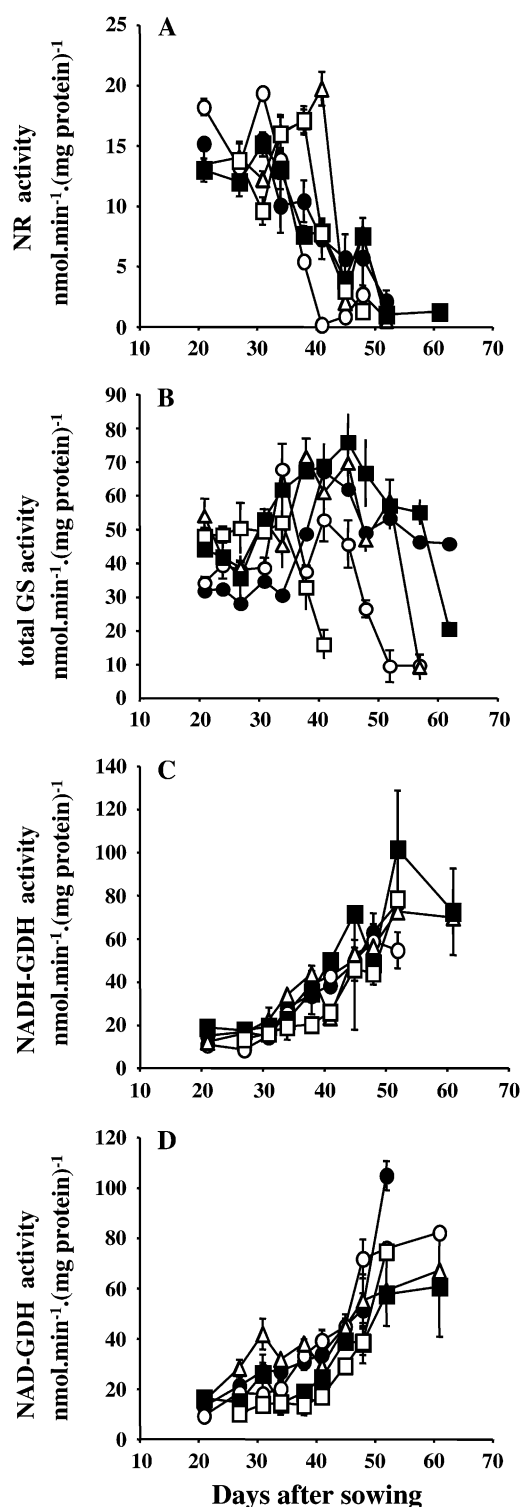 A
NR activity
nmol.min⁻¹.(mg protein)⁻¹
25
20
15
10
5
0
10 20 30 40 50 60 70
B
total GS activity
nmol.min⁻¹.(mg protein)⁻¹
90
80
70
60
50
40
30
20
10
0
10 20 30 40 50 60 70
C
NADH-GDH activity
nmol.min⁻¹.(mg protein)⁻¹
140
120
100
80
60
40
20
0
10 20 30 40 50 60 70
D
NAD-GDH activity
nmol.min⁻¹.(mg protein)⁻¹
120
100
80
60
40
20
0
10 20 30 40 50 60 70
Days after sowing